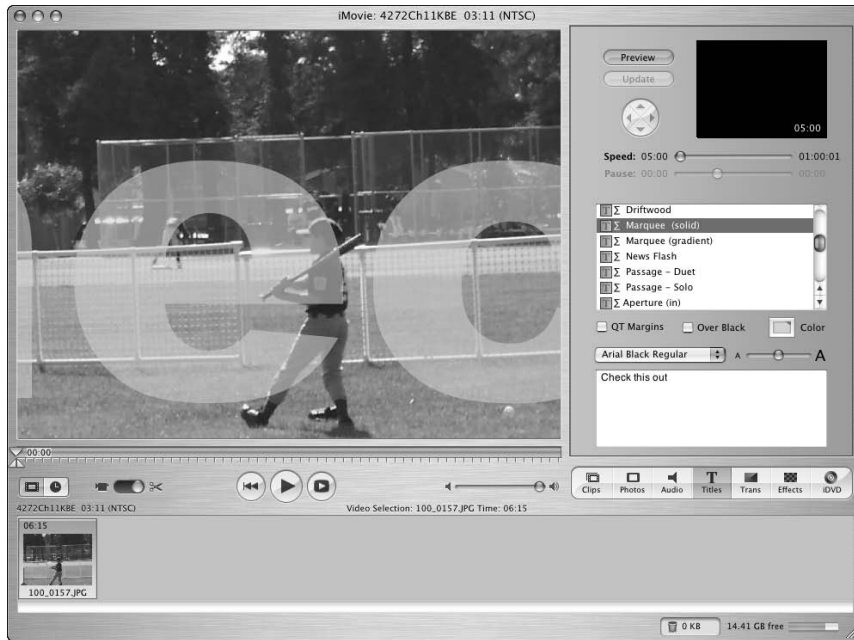 iMovie: 4272Ch11KBE 03:11 (NTSC)
Preview
Update
05:00
Speed: 05:00 01:00:01
Pause: 00:00 00:00
Σ Driftwood
Σ Marquee (solid)
Σ Marquee (gradient)
Σ News Flash
Σ Passage - Duet
Σ Passage - Solo
Σ Aperture (in)
QT Margins Over Black Color
Arial Black Regular A A
Check this out
ec
00:00
Clips Photos Audio Titles Trans Effects iDVD
4272Ch11KBE 03:11 (NTSC) Video Selection: 100_0157.JPG Time: 06:15
06:15
100_0157.JPG
0 KB 14.41 GB free